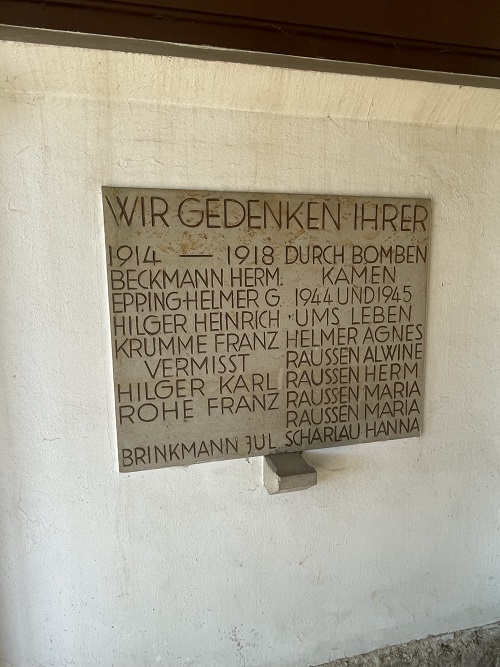 WIR GEDENKEN IHRER
1914 — 1918
BECKMANN HERM.
EPPING-HELMER G.
HILGER HEINRICH
KRUMME FRANZ
VERMISST
HILGER KARL
ROHE FRANZ
BRINKMANN JUL
DURCH BOMBEN
KAMEN
1944 UND 1945
UMS LEBEN
HELMER AGNES
RAUSSEN ALWINE
RAUSSEN HERM
RAUSSEN MARIA
RAUSSEN MARIA
SCHARLAU HANNA